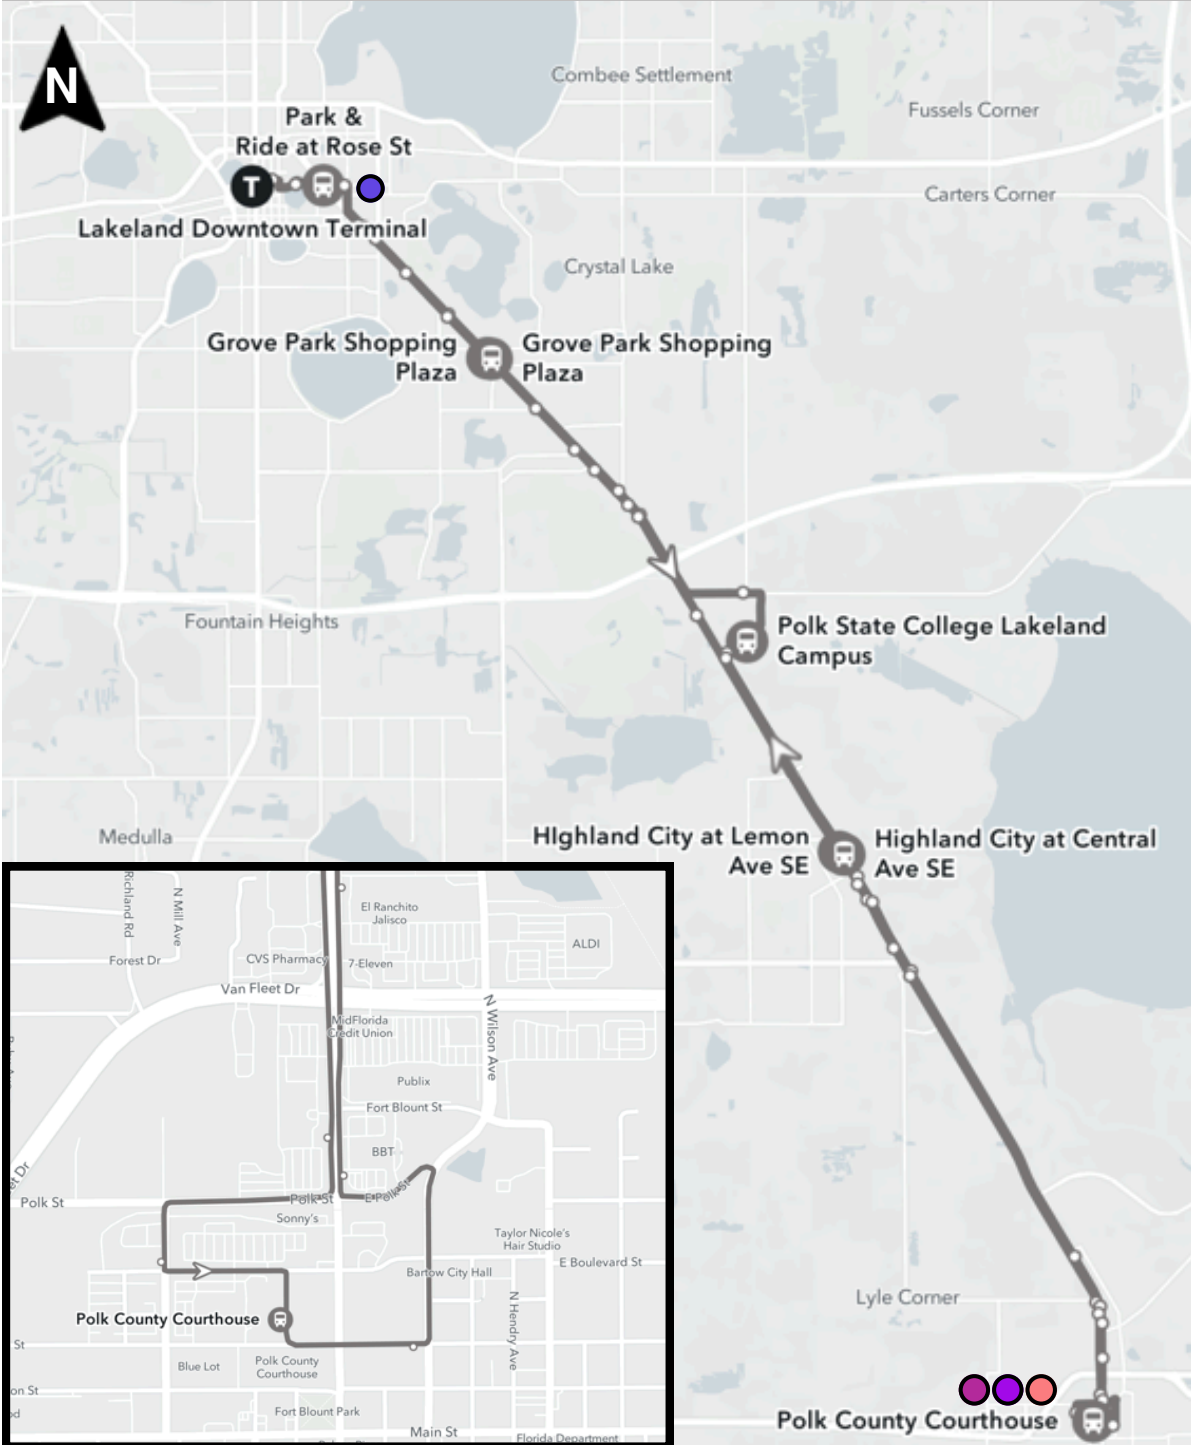 N
Combee Settlement
Fussels Corner
Park &
Ride at Rose St
T
Carters Corner
Lakeland Downtown Terminal
Crystal Lake
Grove Park Shopping
Plaza
Grove Park Shopping
Plaza
Fountain Heights
Polk State College Lakeland
Campus
Medulla
HIghland City at Lemon
Ave SE
Highland City at Central
Ave SE
Richland Rd
N Mill Ave
El Ranchito
Jalisco
ALDI
Forest Dr
CVS Pharmacy
7-Eleven
Van Fleet Dr
N Wilson Ave
MidFlorida
Credit Union
Publix
Fort Blount St
BBT
et Dr
Polk St
Polk St
E Polk St
Sonny's
Taylor Nicole's
Hair Studio
E Boulevard St
Bartow City Hall
N Hendry Ave
Polk County Courthouse
St
Blue Lot
Polk County
Courthouse
on St
Fort Blount Park
Main St
Florida Department
Lyle Corner
Polk County Courthouse